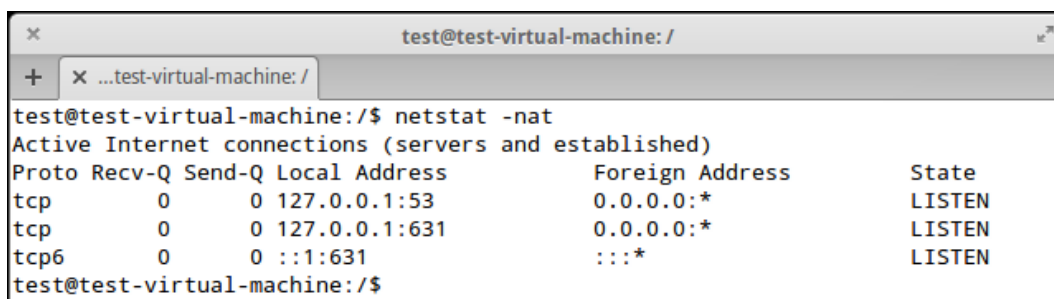 test@test-virtual-machine: /
...test-virtual-machine: /
test@test-virtual-machine:/$ netstat -nat
Active Internet connections (servers and established)
Proto Recv-Q Send-Q Local Address           Foreign Address         State
tcp        0      0 127.0.0.1:53            0.0.0.0:*               LISTEN
tcp        0      0 127.0.0.1:631           0.0.0.0:*               LISTEN
tcp6       0      0 ::1:631                 :::*                    LISTEN
test@test-virtual-machine:/$